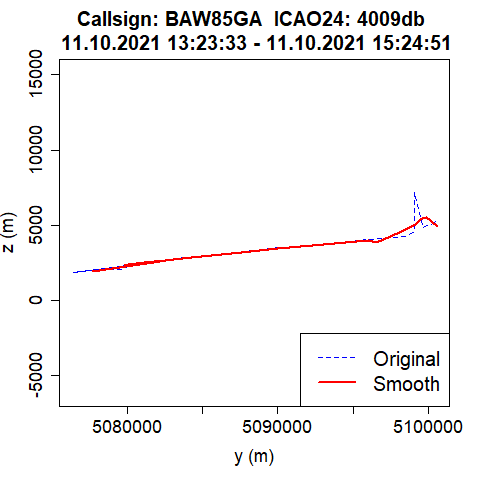 Callsign: BAW85GA  ICAO24: 4009db
11.10.2021 13:23:33 - 11.10.2021 15:24:51
15000
10000
5000
0
-5000
z (m)
Original
Smooth
5080000
5090000
5100000
y (m)